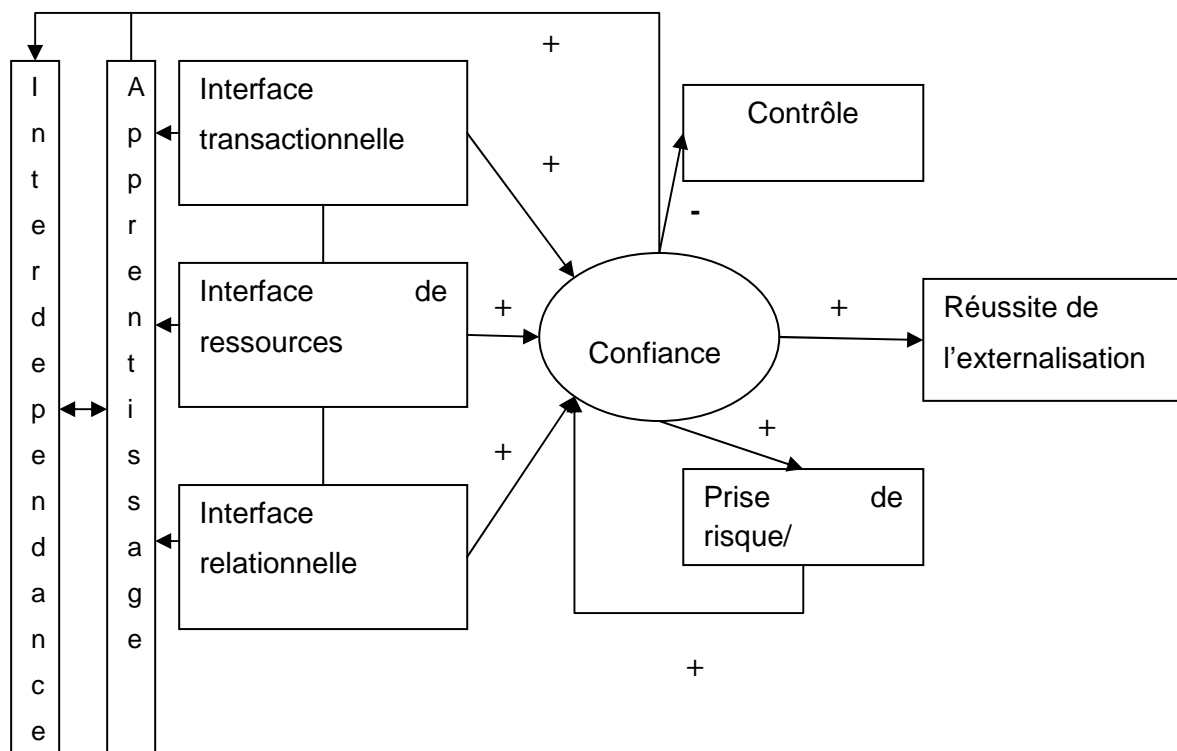 Interdependance
Apprentissage
Interface
transactionnelle
Interface de
ressources
Interface
relationnelle
+
+
+
+
Confiance
Contrôle
-
+
Réussite de
l’externalisation
+
Prise de
risque/
+